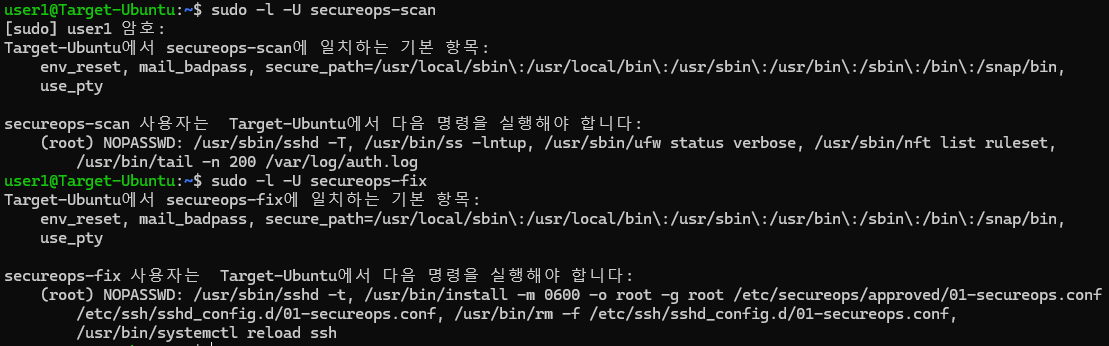 user1@Target-Ubuntu:~$ sudo -l -U secureops-scan
[sudo] user1 암호:
Target-Ubuntu에서 secureops-scan에 일치하는 기본 항목:
    env_reset, mail_badpass, secure_path=/usr/local/sbin\:/usr/local/bin\:/usr/sbin\:/usr/bin\:/sbin\:/bin\:/snap/bin,
    use_pty

secureops-scan 사용자는  Target-Ubuntu에서 다음 명령을 실행해야 합니다:
    (root) NOPASSWD: /usr/sbin/sshd -T, /usr/bin/ss -lntup, /usr/sbin/ufw status verbose, /usr/sbin/nft list ruleset,
        /usr/bin/tail -n 200 /var/log/auth.log
user1@Target-Ubuntu:~$ sudo -l -U secureops-fix
Target-Ubuntu에서 secureops-fix에 일치하는 기본 항목:
    env_reset, mail_badpass, secure_path=/usr/local/sbin\:/usr/local/bin\:/usr/sbin\:/usr/bin\:/sbin\:/bin\:/snap/bin,
    use_pty

secureops-fix 사용자는  Target-Ubuntu에서 다음 명령을 실행해야 합니다:
    (root) NOPASSWD: /usr/sbin/sshd -t, /usr/bin/install -m 0600 -o root -g root /etc/secureops/approved/01-secureops.conf
        /etc/ssh/sshd_config.d/01-secureops.conf, /usr/bin/rm -f /etc/ssh/sshd_config.d/01-secureops.conf,
        /usr/bin/systemctl reload ssh